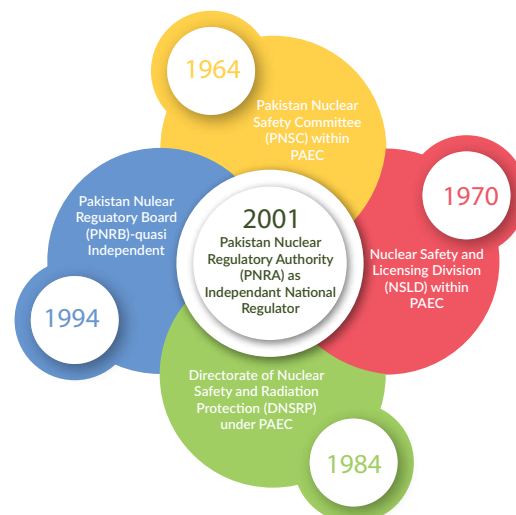 1964
Pakistan Nuclear
Safety Committee
(PNSC) within
PAEC
1970
Nuclear Safety and
Licensing Division
(NSLD) within
PAEC
1984
Directorate of Nuclear
Safety and Radiation
Protection (DNSRP)
under PAEC
1994
Pakistan Nulear
Reguatory Board
(PNRB)-quasi
Independent
2001
Pakistan Nuclear
Regulatory Authority
(PNRA) as
Independant National
Regulator